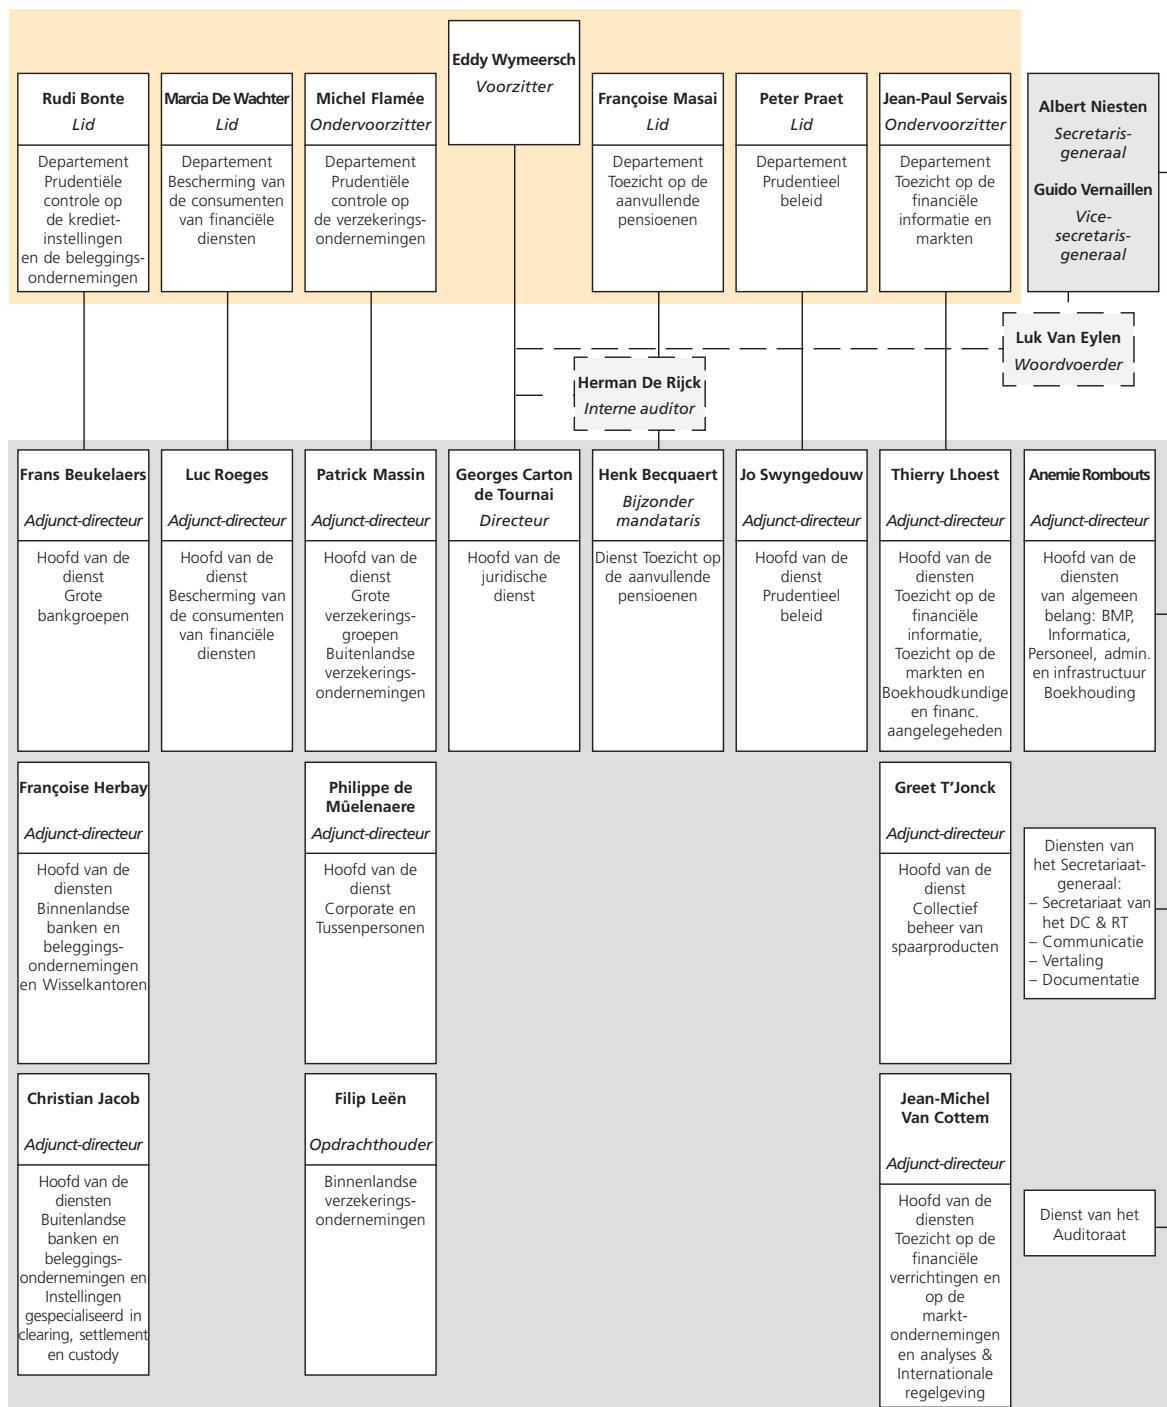 Eddy Wymeersch
Voorzitter
Rudi Bonte
Lid
Departement
Prudentiële
controle op
de krediet-
instellingen
en de beleggings-
ondernemingen
Marcia De Wachter
Lid
Departement
Bescherming van
de consumenten
van financiële
diensten
Michel Flamée
Ondervoorzitter
Departement
Prudentiële
controle op
de verzekerings-
ondernemingen
Françoise Masai
Lid
Departement
Toezicht op de
aanvullende
pensioenen
Peter Praet
Lid
Departement
Prudentieel
beleid
Jean-Paul Servais
Ondervoorzitter
Departement
Toezicht op de
financiële
informatie en
markten
Albert Niesten
Secretaris-
generaal
Guido Vernaillen
Vice-
secretaris-
generaal
Luk Van Eylen
Woordvoerder
Herman De Rijck
Interne auditor
Frans Beukelaers
Adjunct-directeur
Hoofd van de
dienst
Grote
bankgroepen
Luc Roeges
Adjunct-directeur
Hoofd van de
dienst
Bescherming van
de consumenten
van financiële
diensten
Patrick Massin
Adjunct-directeur
Hoofd van de
dienst
Grote
verzekerings-
groepen
Buitenlandse
verzekerings-
ondernemingen
Georges Carton
de Tournai
Directeur
Hoofd van de
juridische
dienst
Henk Becquaert
Bijzonder
mandataris
Dienst Toezicht op
de aanvullende
pensioenen
Jo Swyngedouw
Adjunct-directeur
Hoofd van de
dienst
Prudentieel
beleid
Thierry Lhoest
Adjunct-directeur
Hoofd van de
diensten
Toezicht op de
financiële
informatie,
Toezicht op de
markten en
Boekhoudkundige
en financ.
aangelegeheden
Anemie Rombouts
Adjunct-directeur
Hoofd van de
diensten
van algemeen
belang: BMP,
Informatica,
Personeel, admin.
en infrastructuur
Boekhouding
Françoise Herbay
Adjunct-directeur
Hoofd van de
diensten
Binnenlandse
banken en
beleggings-
ondernemingen
en Wisselkantoren
Philippe de
Mûelenaere
Adjunct-directeur
Hoofd van de
dienst
Corporate en
Tussenpersonen
Greet T'Jonck
Adjunct-directeur
Hoofd van de
dienst
Collectief
beheer van
spaarproducten
Diensten van
het Secretariaat-
generaal:
– Secretariaat van
het DC & RT
– Communicatie
– Vertaling
– Documentatie
Christian Jacob
Adjunct-directeur
Hoofd van de
diensten
Buitenlandse
banken en
beleggings-
ondernemingen en
Instellingen
gespecialiseerd in
clearing, settlement
en custody
Filip Leën
Opdrachthouder
Binnenlandse
verzekerings-
ondernemingen
Jean-Michel
Van Cottem
Adjunct-directeur
Hoofd van de
diensten
Toezicht op de
financiële
verrichtingen en
op de
markt-
ondernemingen
en analyses &
Internationale
regelgeving
Dienst van het
Auditoraat